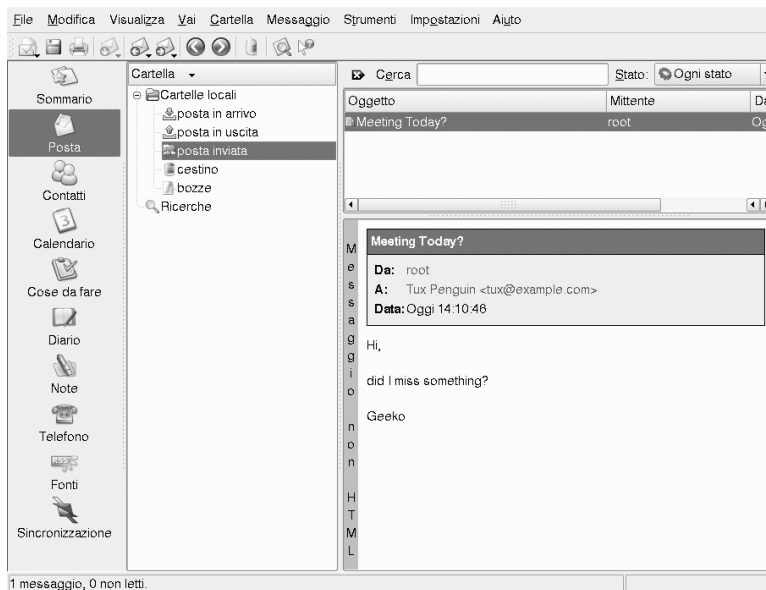 File Modifica Visualizza Vai Cartella Messaggio Strumenti Impostazioni Aiuto
Sommario
Posta
Contatti
Calendario
Cose da fare
Diario
Note
Telefono
Fonti
Sincronizzazione
Cartella
Cartelle locali
posta in arrivo
posta in uscita
posta inviata
cestino
bozze
Ricerche
Cerca Stato: Ogni stato
Oggetto Mittente Da
Meeting Today? root Og
Messaggio non HTML
Meeting Today?
Da: root
A: Tux Penguin <tux@example.com>
Data: Oggi 14:10:46
Hi,
did I miss something?
Geeko
1 messaggio, 0 non letti.